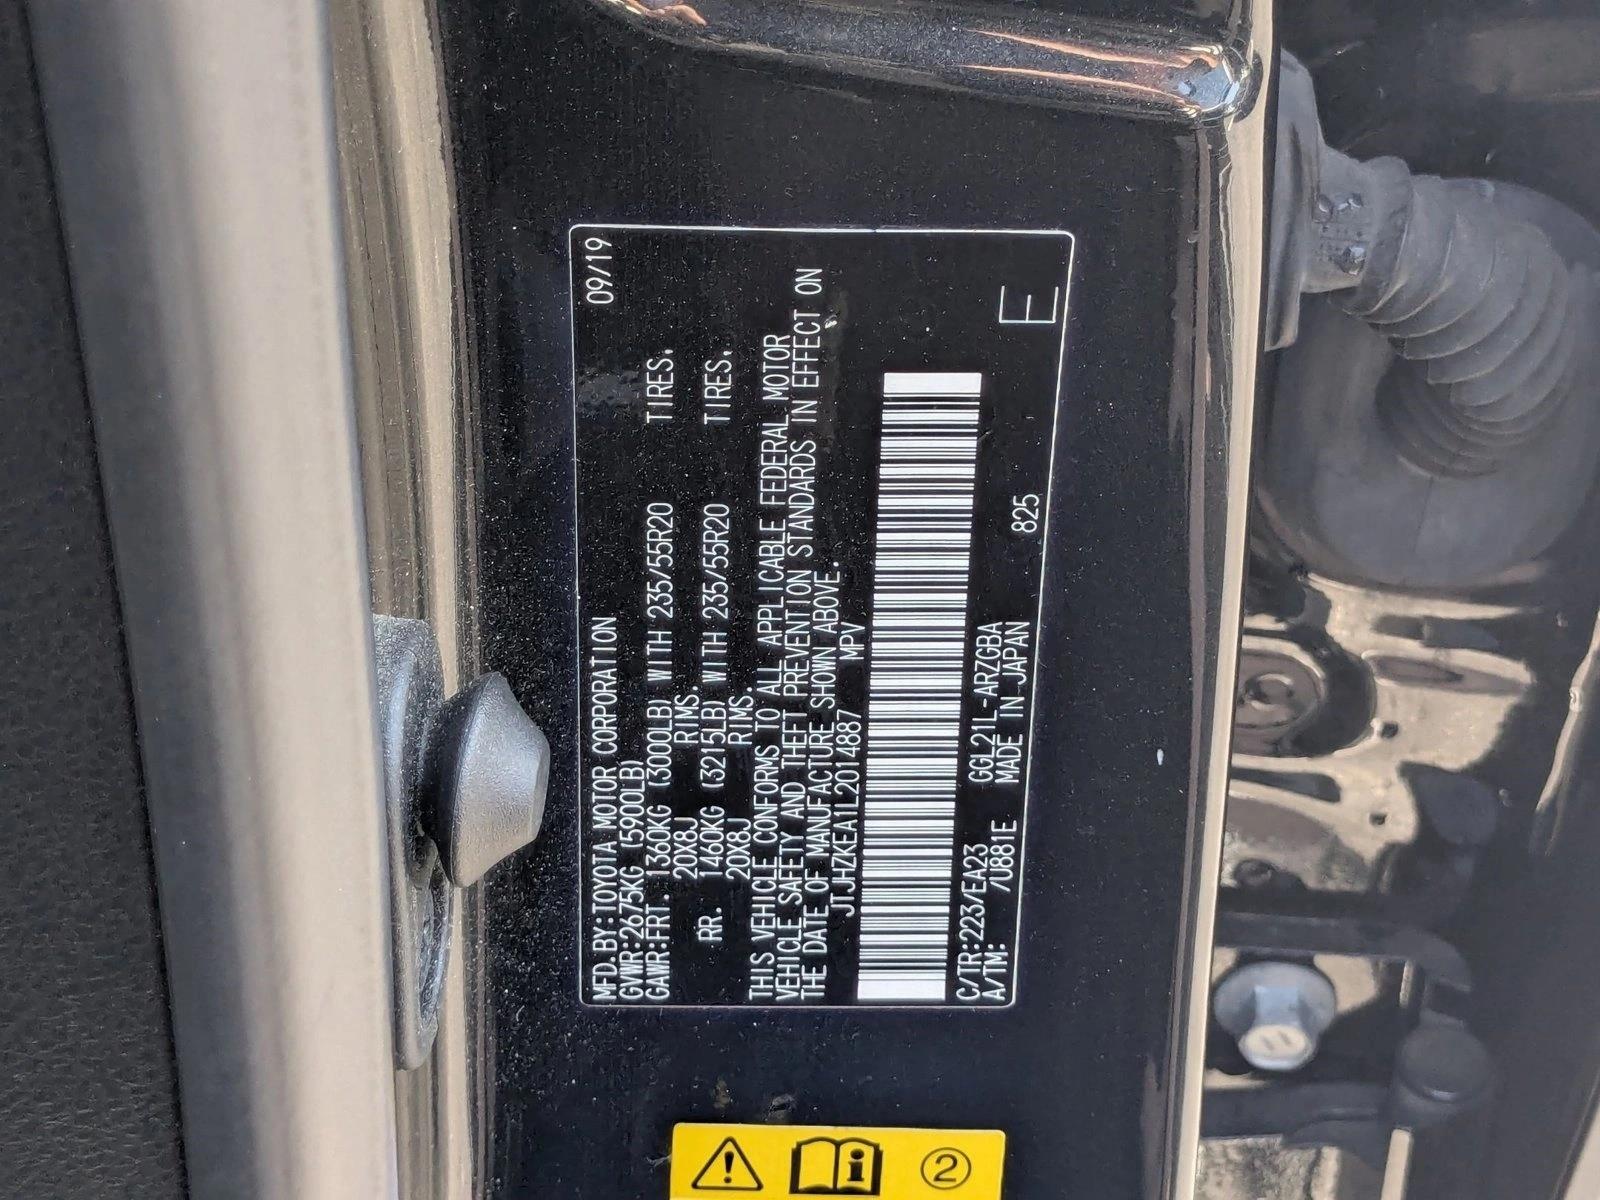 MFD.BY:TOYOTA MOTOR CORPORATION 09/19
GVWR:2675KG (5900LB)
GAWR:FRT. 1360KG (3000LB) WITH 235/55R20 TIRES,
20X8J RIMS.
RR. 1460KG (3215LB) WITH 235/55R20 TIRES,
20X8J RIMS.
THIS VEHICLE CONFORMS TO ALL APPLICABLE FEDERAL MOTOR
VEHICLE SAFETY AND THEFT PREVENTION STANDARDS IN EFFECT ON
THE DATE OF MANUFACTURE SHOWN ABOVE.
JTJHZKEA1L2014887 MPV
C/TR:223/EA23 GGL21L-ARZGBA 825 E
A/TM: /U881E MADE IN JAPAN
2